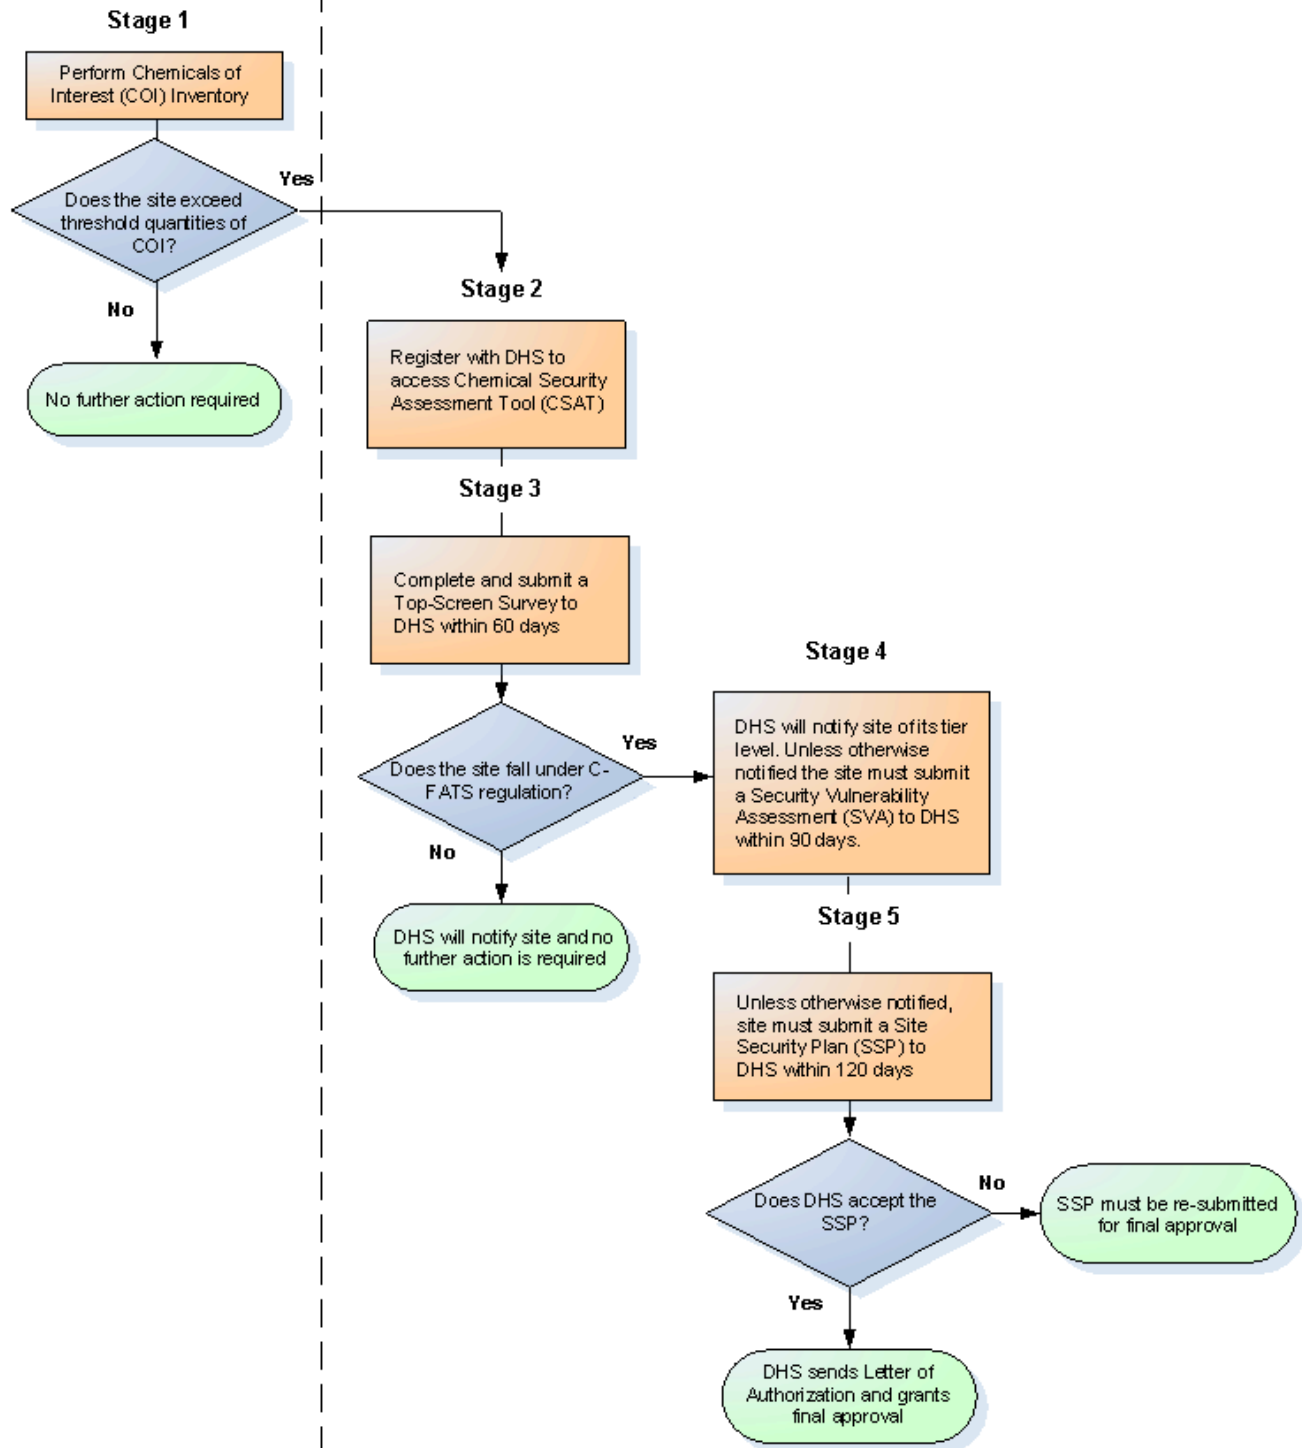 Stage 1
Perform Chemicals of
Interest (COI) Inventory
Does the site exceed
threshold quantities of
COI?
Yes
No
No further action required
Stage 2
Register with DHS to
access Chemical Security
Assessment Tool (CSAT)
Stage 3
Complete and submit a
Top-Screen Survey to
DHS within 60 days
Does the site fall under C-
FATS regulation?
Yes
No
DHS will notify site and no
further action is required
Stage 4
DHS will notify site of its tier
level. Unless otherwise
notified the site must submit
a Security Vulnerability
Assessment (SVA) to DHS
within 90 days.
Stage 5
Unless otherwise notified,
site must submit a Site
Security Plan (SSP) to
DHS within 120 days
Does DHS accept the
SSP?
No
SSP must be re-submitted
for final approval
Yes
DHS sends Letter of
Authorization and grants
final approval